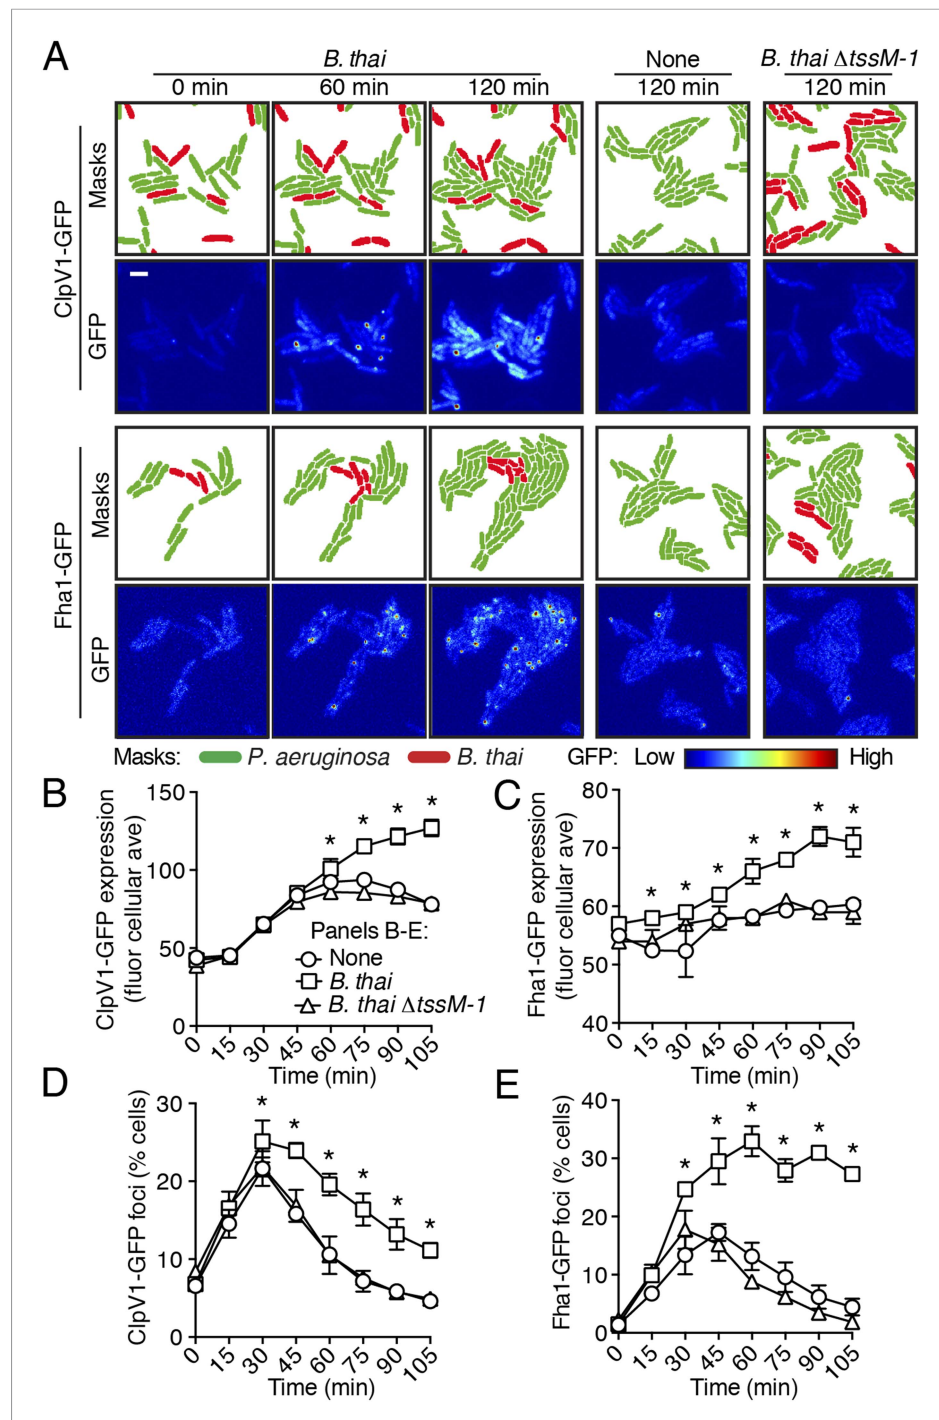 A
B. thai
None
B. thai ΔtssM-1
0 min
60 min
120 min
120 min
120 min
ClpV1-GFP
Masks
GFP
Fha1-GFP
Masks
GFP
Masks:
P. aeruginosa
B. thai
GFP:
Low
High
B
ClpV1-GFP expression
(fluor cellular ave)
150
100
50
0
*
*
*
*
Panels B-E:
None
B. thai
B. thai ΔtssM-1
0
15
30
45
60
75
90
105
Time (min)
C
Fha1-GFP expression
(fluor cellular ave)
80
70
60
50
40
*
*
*
*
*
*
*
0
15
30
45
60
75
90
105
Time (min)
D
ClpV1-GFP foci (% cells)
30
20
10
0
*
*
*
*
*
*
0
15
30
45
60
75
90
105
Time (min)
E
Fha1-GFP foci (% cells)
40
30
20
10
0
*
*
*
*
*
*
0
15
30
45
60
75
90
105
Time (min)